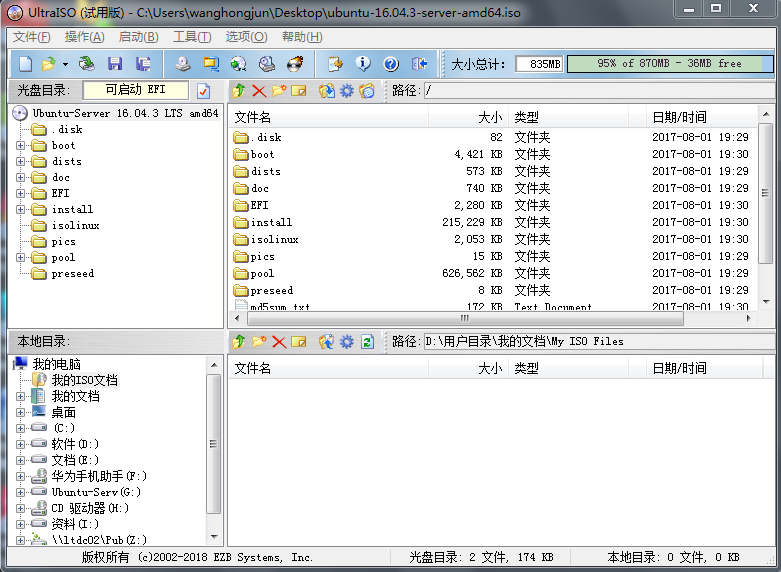 UltraISO (试用版) - C:\Users\wanghongjun\Desktop\ubuntu-16.04.3-server-amd64.iso
文件(F) 操作(A) 启动(B) 工具(T) 选项(O) 帮助(H)
大小总计: 835MB 95% of 870MB - 36MB free
光盘目录: 可启动 EFI 路径: /
Ubuntu-Server 16.04.3 LTS amd64
.disk
boot
dists
doc
EFI
install
isolinux
pics
pool
preseed
文件名 大小 类型 日期/时间
.disk 82 文件夹 2017-08-01 19:29
boot 4,421 KB 文件夹 2017-08-01 19:30
dists 573 KB 文件夹 2017-08-01 19:29
doc 740 KB 文件夹 2017-08-01 19:29
EFI 2,280 KB 文件夹 2017-08-01 19:30
install 215,229 KB 文件夹 2017-08-01 19:30
isolinux 2,053 KB 文件夹 2017-08-01 19:30
pics 15 KB 文件夹 2017-08-01 19:29
pool 626,562 KB 文件夹 2017-08-01 19:29
preseed 8 KB 文件夹 2017-08-01 19:29
md5sum.txt 172 KB Text Document 2017-08-01 19:30
本地目录: 路径: D:\用户目录\我的文档\My ISO Files
我的电脑
我的ISO文档
我的文档
桌面
(C:)
软件(D:)
文档(E:)
华为手机助手(F:)
Ubuntu-Serv(G:)
CD 驱动器(H:)
资料(I:)
\\ltdc02\Pub(Z:)
文件名 大小 类型 日期/时间
版权所有 (c)2002-2018 EZB Systems, Inc. 光盘目录: 2 文件, 174 KB 本地目录: 0 文件, 0 KB